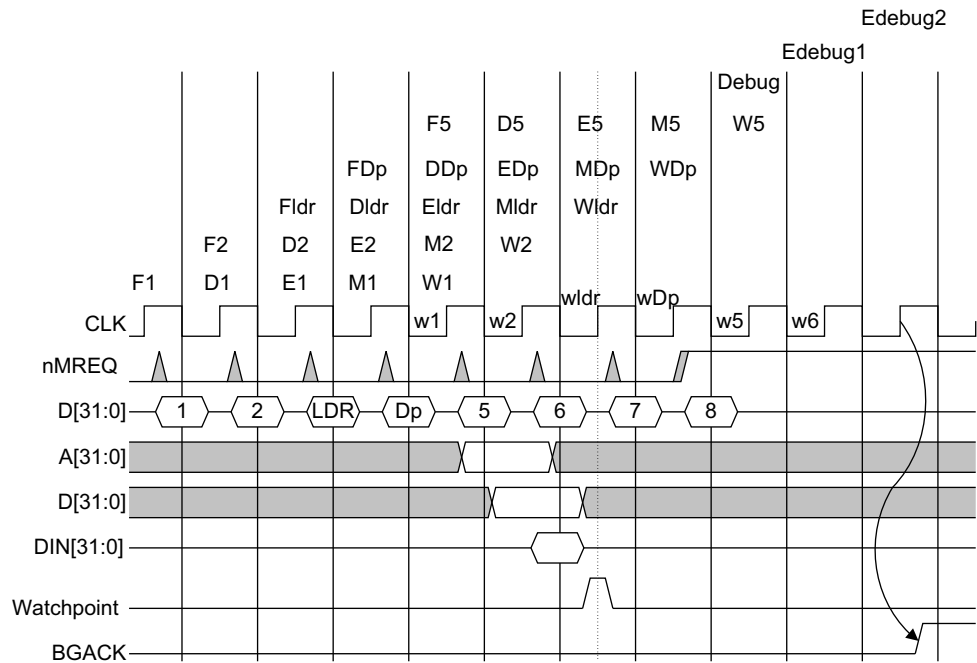 Edebug2
Edebug1
Debug
F5 D5 E5 M5 W5
FDp DDp EDp MDp WDp
Fldr Dldr Eldr Mldr Wldr
F2 D2 E2 M2 W2
F1 D1 E1 M1 W1
wldr wDp
CLK w1 w2 w5 w6
nMREQ
D[31:0] 1 2 LDR Dp 5 6 7 8
A[31:0]
D[31:0]
DIN[31:0]
Watchpoint
BGACK